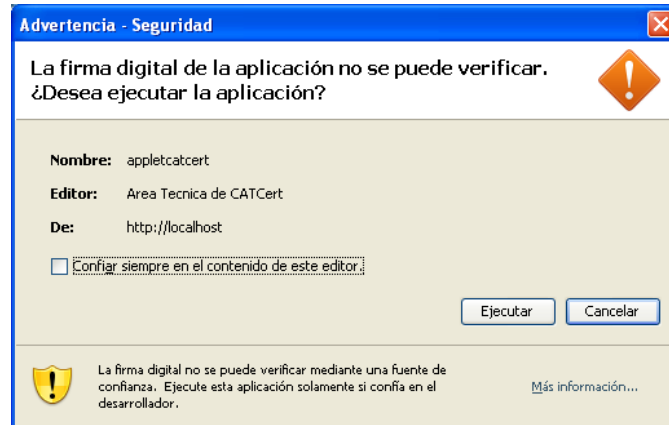 Advertencia - Seguridad
La firma digital de la aplicación no se puede verificar.
¿Desea ejecutar la aplicación?
Nombre: appletcatcert
Editor: Area Tecnica de CATCert
De: http://localhost
Confiar siempre en el contenido de este editor.
Ejecutar Cancelar
La firma digital no se puede verificar mediante una fuente de
confianza. Ejecute esta aplicación solamente si confía en el
desarrollador.
Más información...